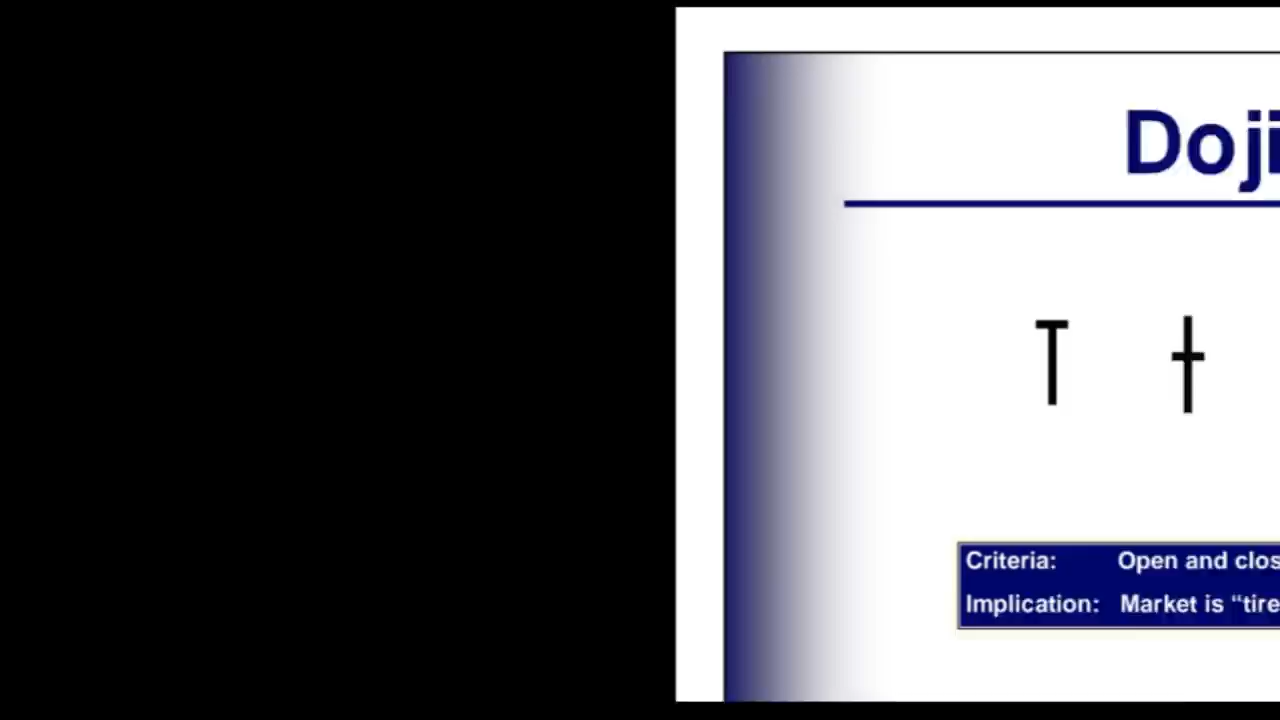 Doji
Criteria: Open and clos
Implication: Market is “tire